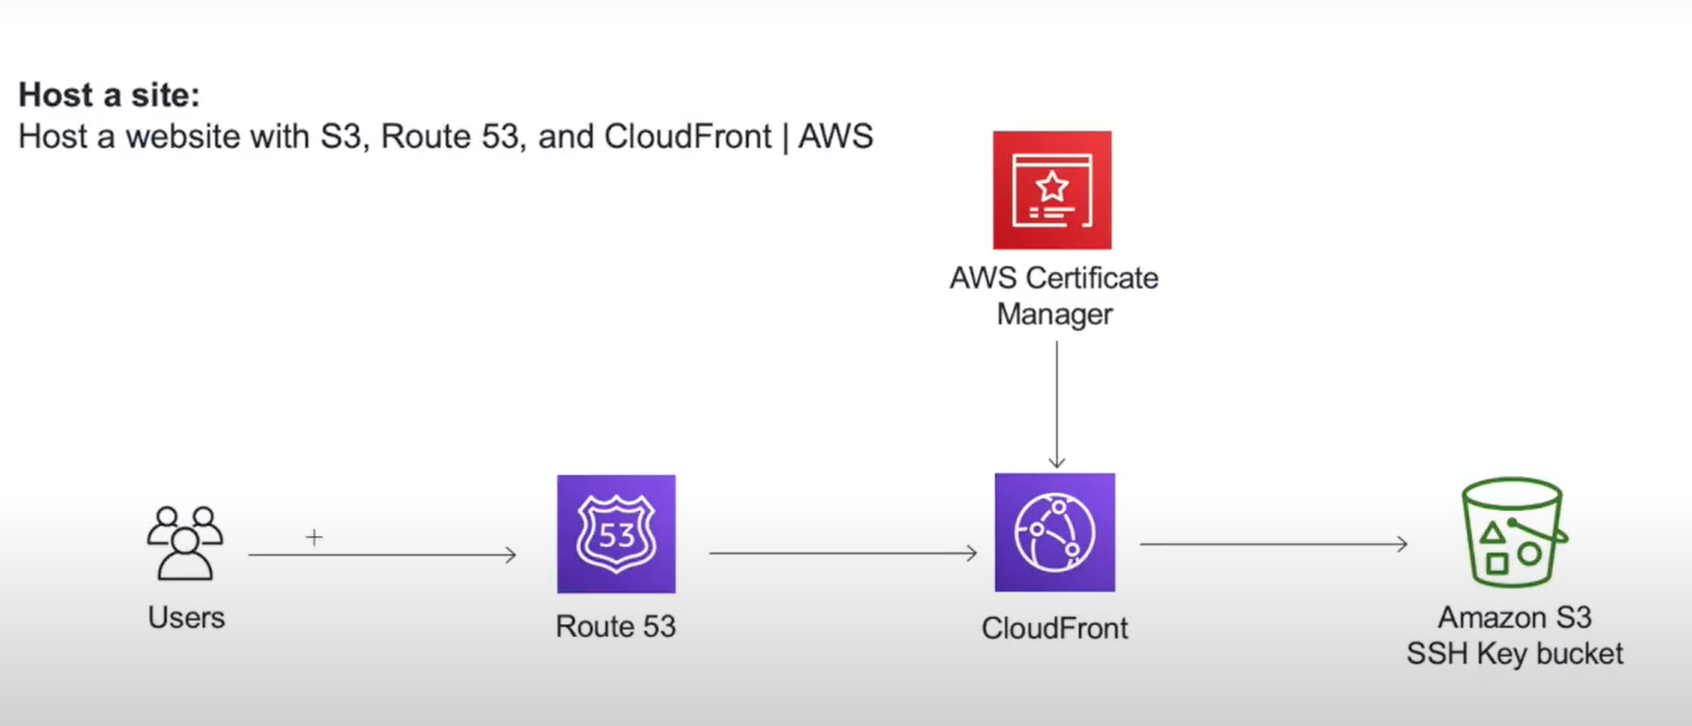 Host a site:
Host a website with S3, Route 53, and CloudFront | AWS
AWS Certificate
Manager
53
Users
Route 53
CloudFront
Amazon S3
SSH Key bucket